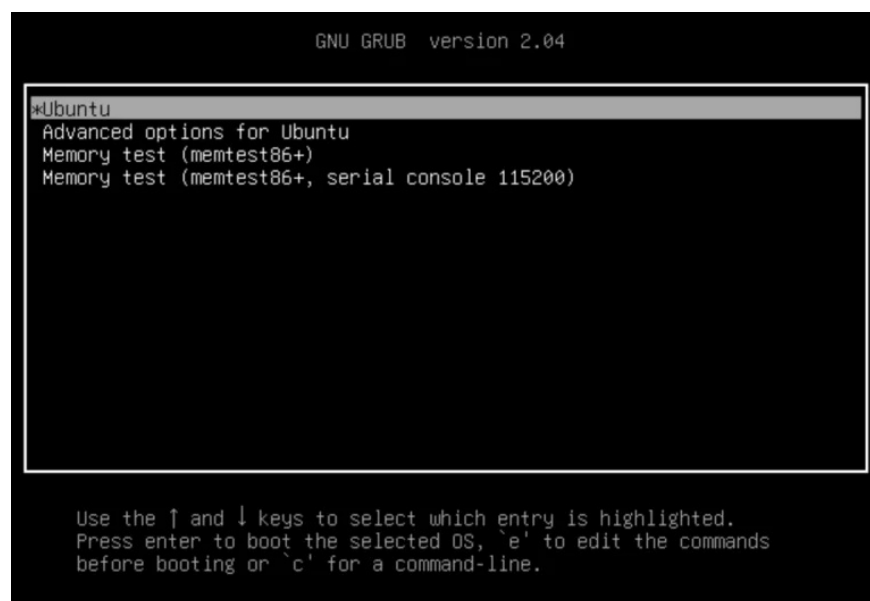 GNU GRUB  version 2.04
*Ubuntu
Advanced options for Ubuntu
Memory test (memtest86+)
Memory test (memtest86+, serial console 115200)
Use the ↑ and ↓ keys to select which entry is highlighted.
Press enter to boot the selected OS, `e' to edit the commands
before booting or `c' for a command-line.